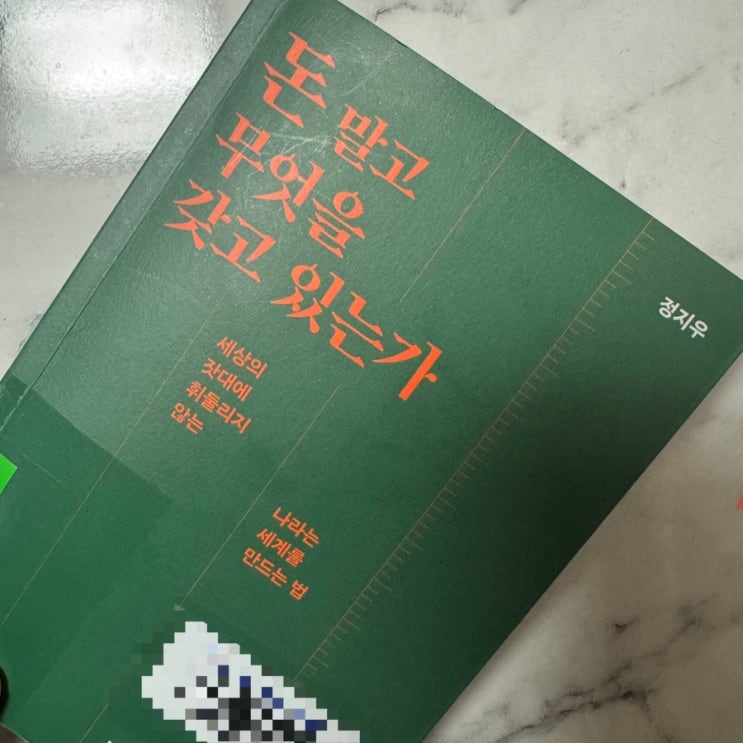 돈 말고
무엇을
갖고 있는가
정지우
세상의
잣대에
휘둘리지
않는
나라는
세계를
만드는 법